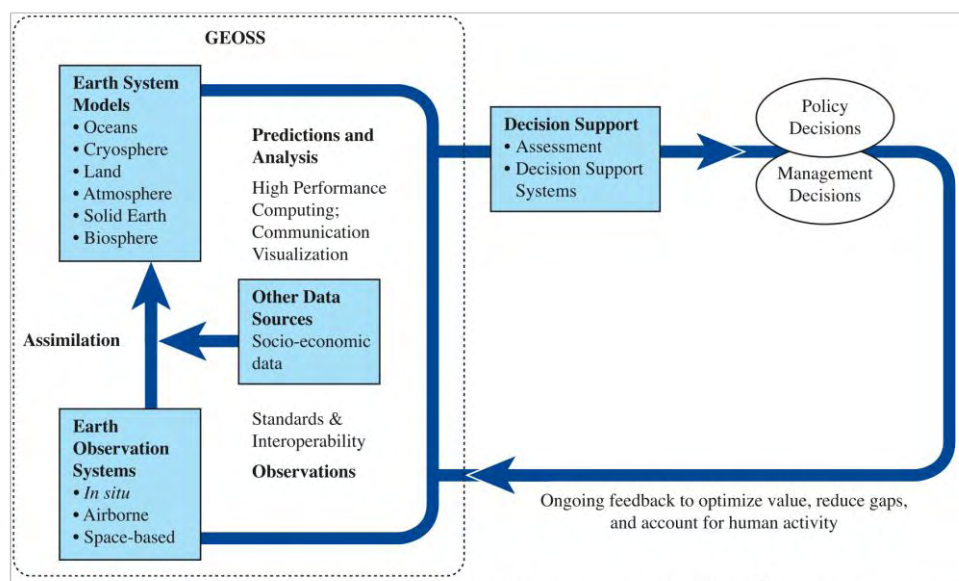 GEOSS
Earth System
Models
• Oceans
• Cryosphere
• Land
• Atmosphere
• Solid Earth
• Biosphere
Predictions and
Analysis
High Performance
Computing;
Communication
Visualization
Other Data
Sources
Socio-economic
data
Assimilation
Earth
Observation
Systems
• In situ
• Airborne
• Space-based
Standards &
Interoperability
Observations
Decision Support
• Assessment
• Decision Support
Systems
Policy
Decisions
Management
Decisions
Ongoing feedback to optimize value, reduce gaps,
and account for human activity